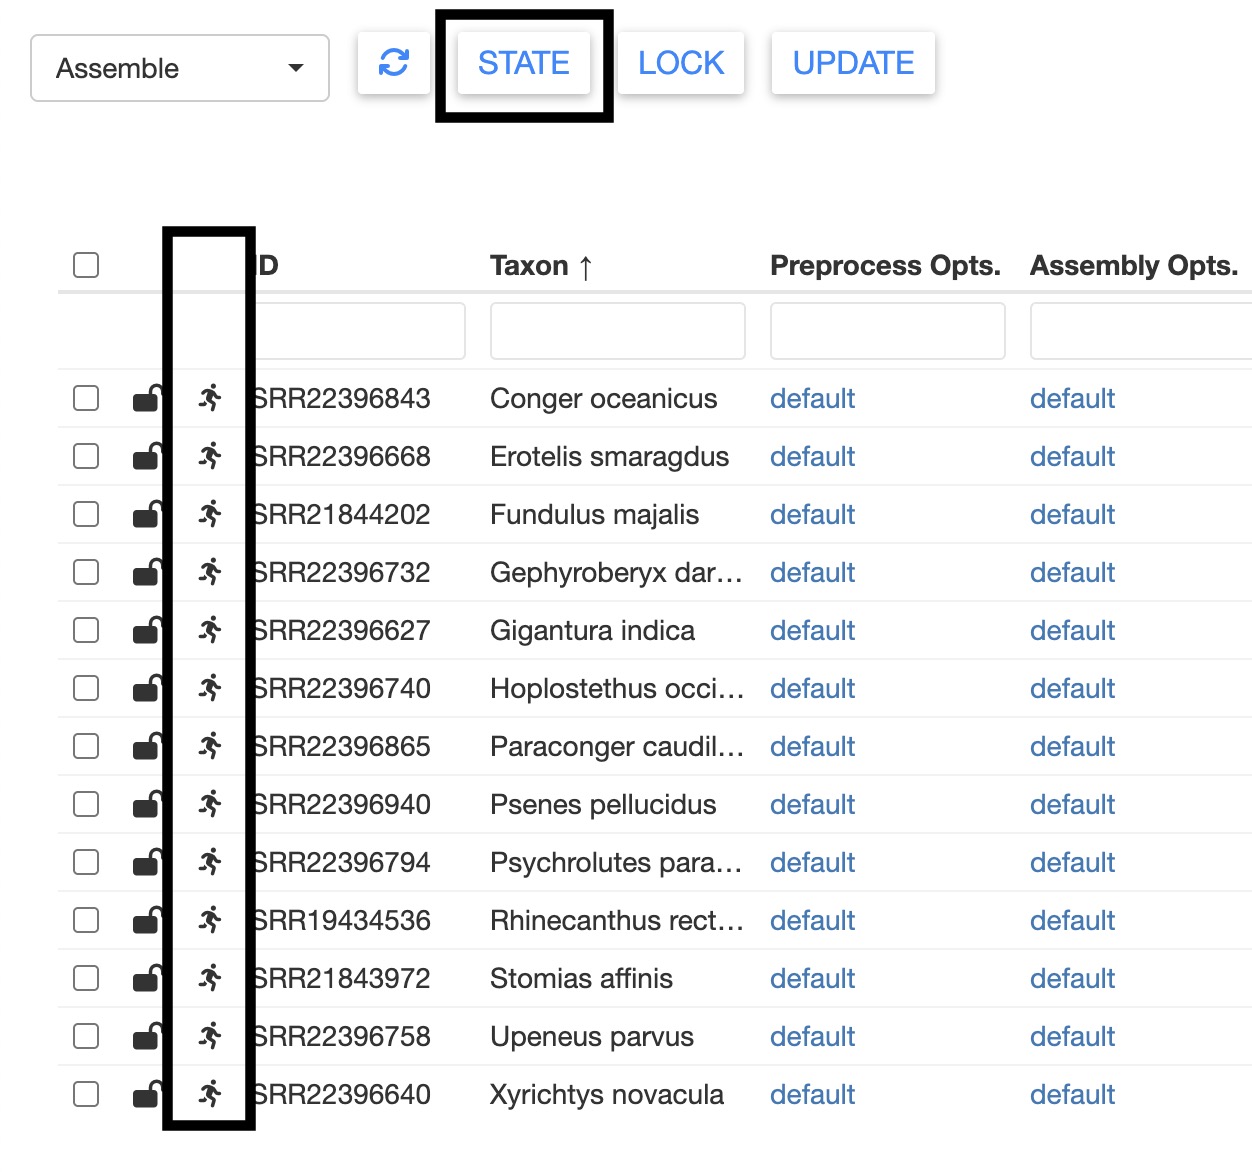 Assemble STATE LOCK UPDATE
ID Taxon ↑ Preprocess Opts. Assembly Opts.
SRR22396843 Conger oceanicus default default
SRR22396668 Erotelis smaragdus default default
SRR21844202 Fundulus majalis default default
SRR22396732 Gephyroberyx dar... default default
SRR22396627 Gigantura indica default default
SRR22396740 Hoplostethus occi... default default
SRR22396865 Paraconger caudil... default default
SRR22396940 Psenes pellucidus default default
SRR22396794 Psychrolutes para... default default
SRR19434536 Rhinecanthus rect... default default
SRR21843972 Stomias affinis default default
SRR22396758 Upeneus parvus default default
SRR22396640 Xyrichtys novacula default default